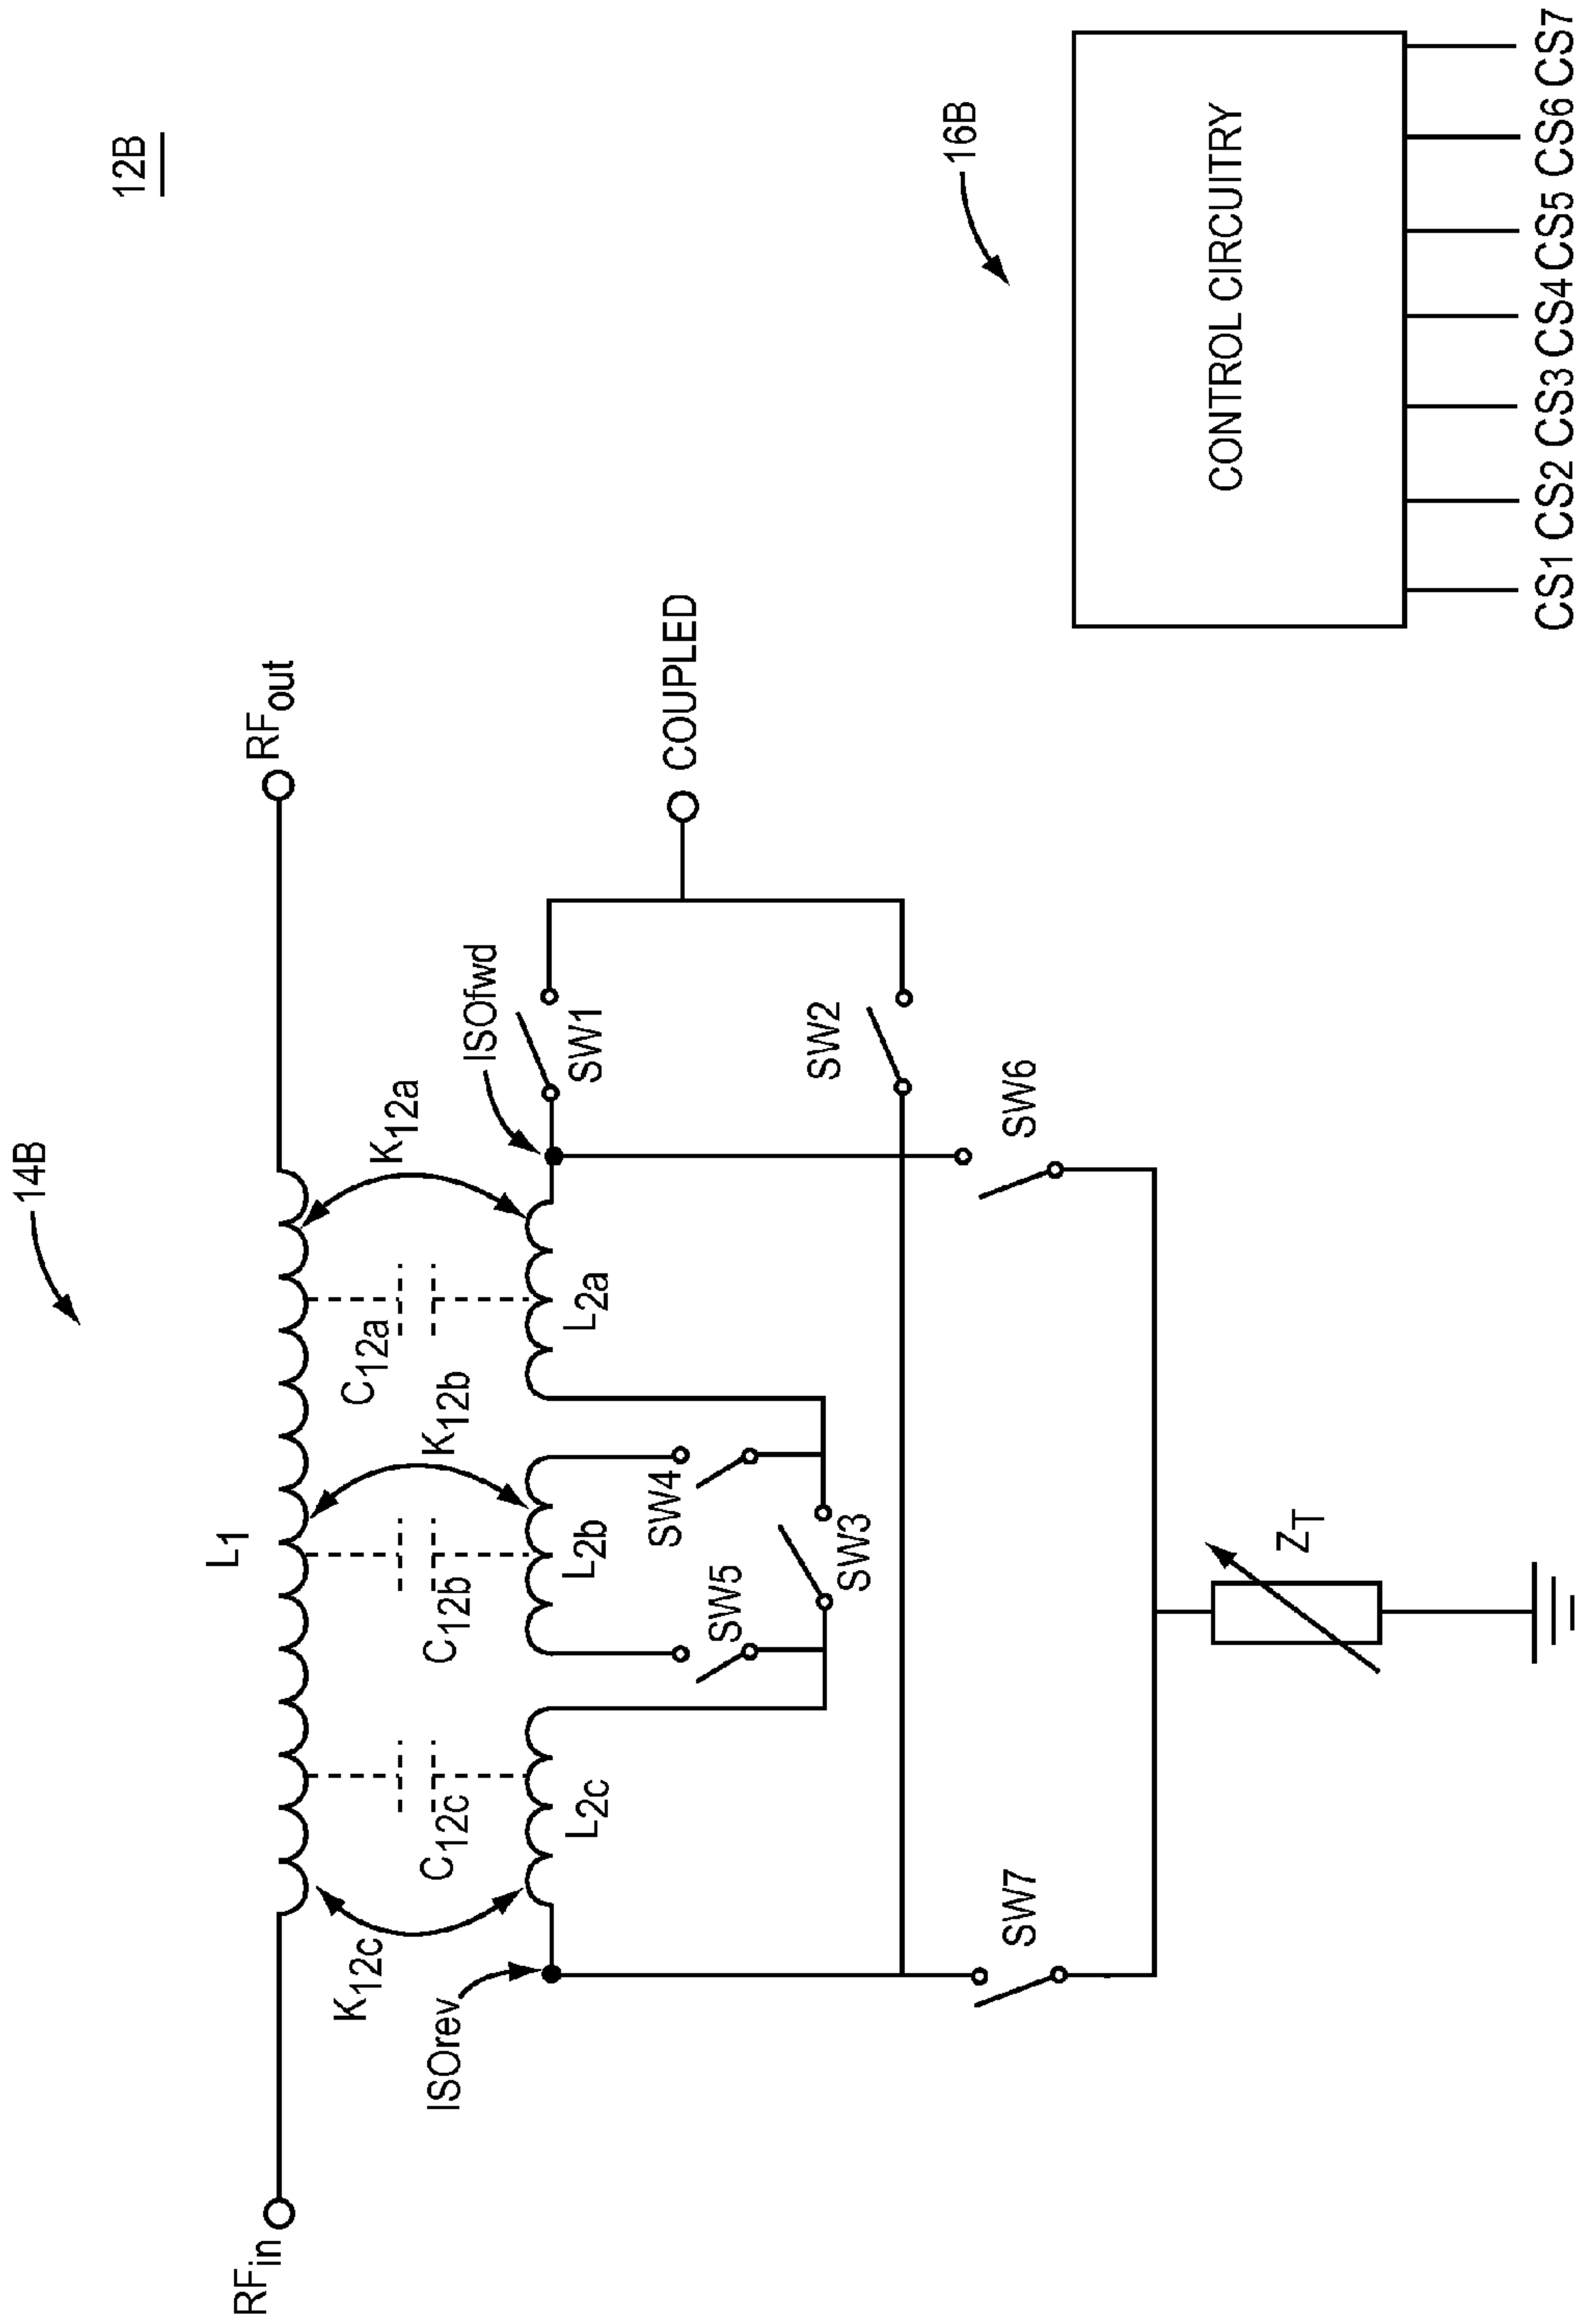 12B
14B
RFin
L1
RFout
K12c
C12c
C12b
K12b
C12a
K12a
ISOrev
L2c
L2b
L2a
ISOfwd
SW1
COUPLED
SW5
SW4
SW3
SW2
SW7
SW6
ZT
16B
CONTROL CIRCUITRY
CS1 CS2 CS3 CS4 CS5 CS6 CS7